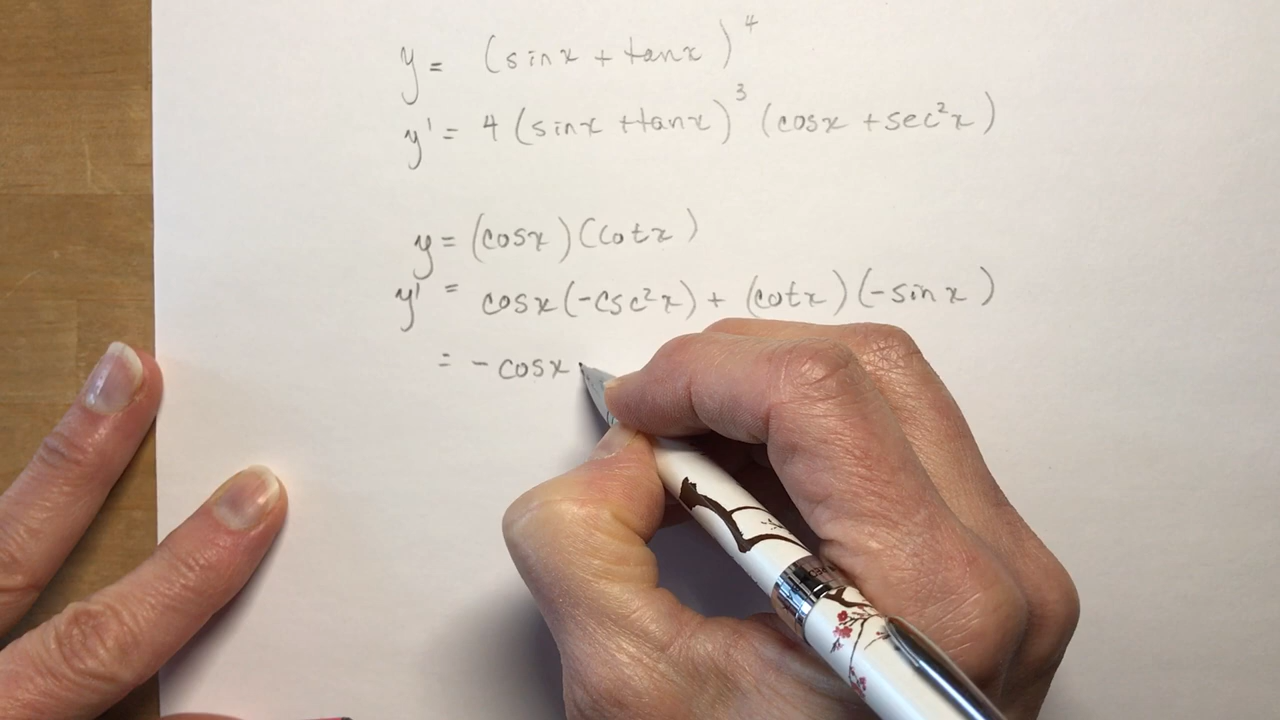 y = (sinx + tanx)⁴
y' = 4 (sinx + tanx)³ (cosx + sec²x)
y = (cosx)(cotx)
y' = cosx(-csc²x) + (cotx)(-sinx)
= -cosx